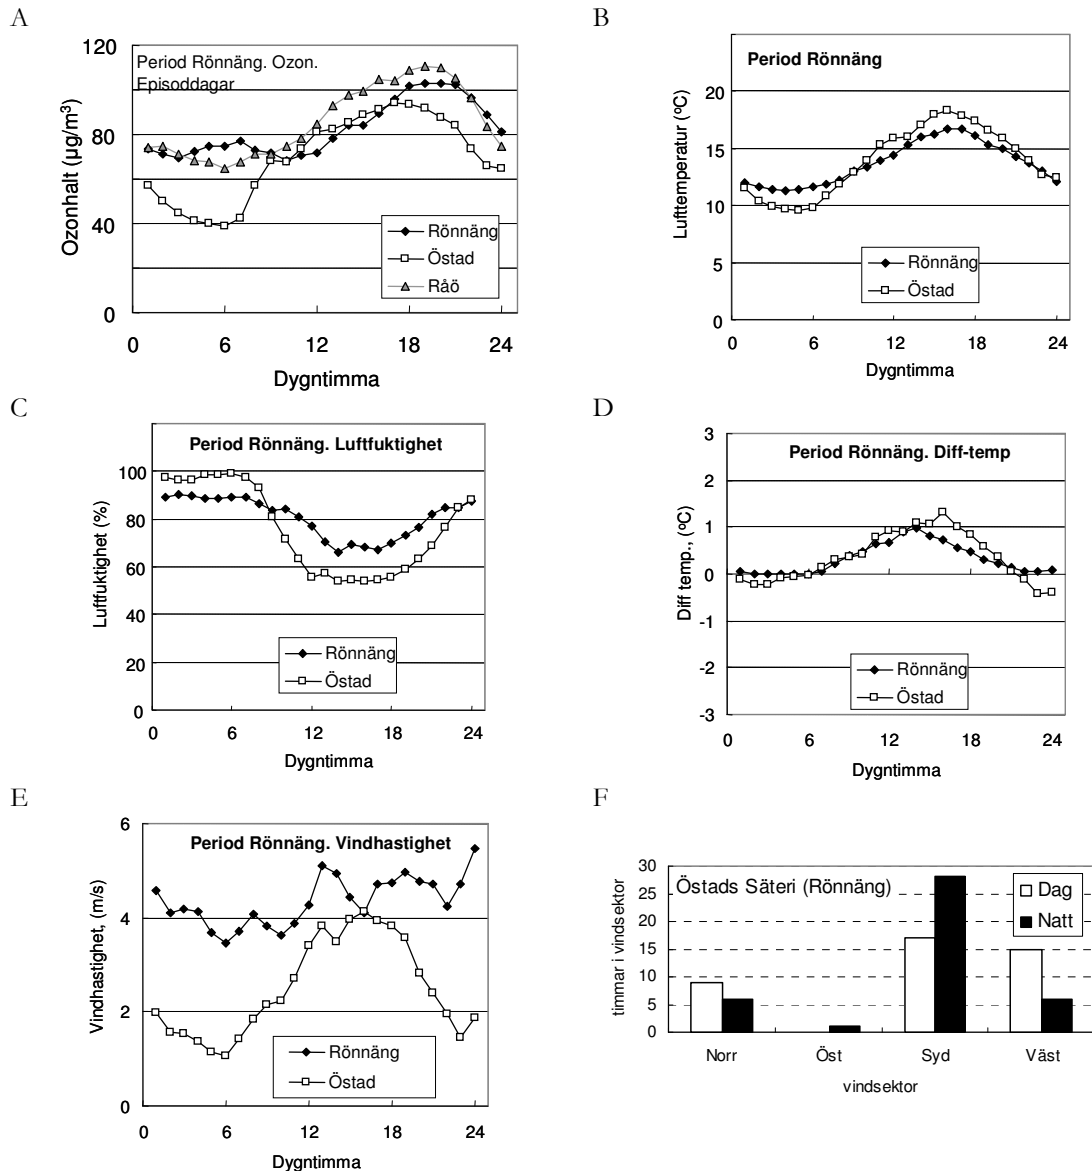 A
Period Rönnäng. Ozon.
Episoddagar
Ozonhalt (µg/m³)
120
80
40
0
0 6 12 18 24
Dygntimma
Rönnäng
Östad
Råö
B
Period Rönnäng
Lufttemperatur (ºC)
20
15
10
5
0
0 6 12 18 24
Dygntimma
Rönnäng
Östad
C
Period Rönnäng. Luftfuktighet
Luftfuktighet (%)
100
80
60
40
20
0
0 6 12 18 24
Dygntimma
Rönnäng
Östad
D
Period Rönnäng. Diff-temp
Diff temp., (ºC)
3
2
1
0
-1
-2
-3
0 6 12 18 24
Dygntimma
Rönnäng
Östad
E
Period Rönnäng. Vindhastighet
Vindhastighet, (m/s)
6
4
2
0
0 6 12 18 24
Dygntimma
Rönnäng
Östad
F
Östads Säteri (Rönnäng)
timmar i vindsektor
30
25
20
15
10
5
0
Norr Öst Syd Väst
vindsektor
Dag
Natt